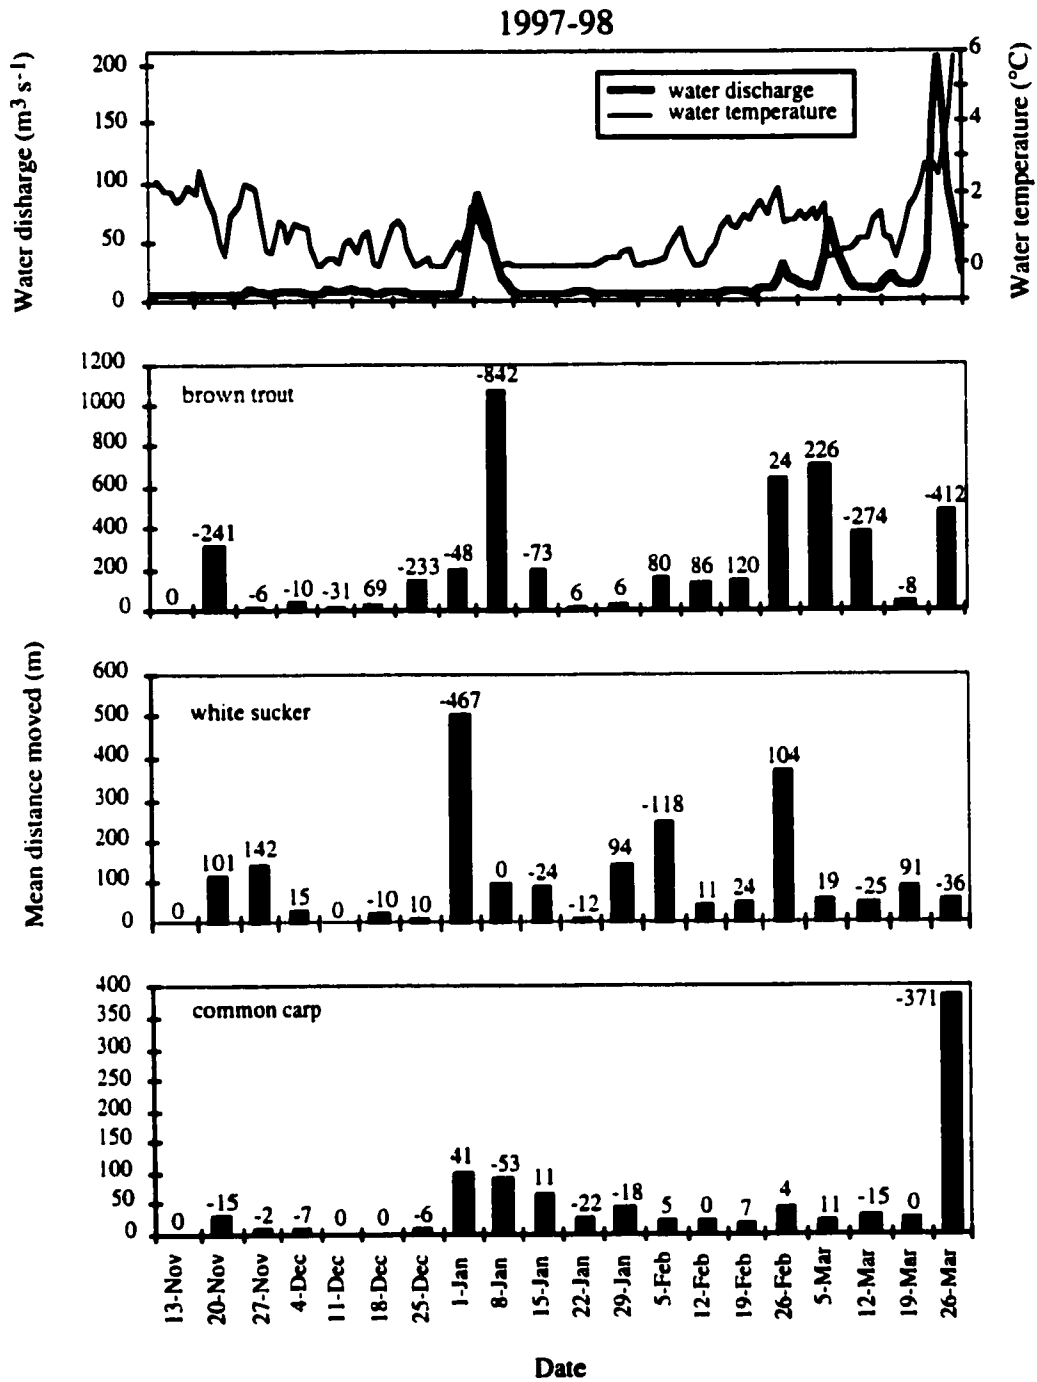 1997-98
Water disharge (m³ s⁻¹)
200
150
100
50
0
water discharge
water temperature
6
4
2
0
Water temperature (°C)
Mean distance moved (m)
1200
1000
800
600
400
200
0
brown trout
0 -241 -6 -10 -31 69 -233 -48 -842 -73 6 6 80 86 120 24 226 -274 -8 -412
600
500
400
300
200
100
0
white sucker
0 101 142 15 0 -10 10 -467 0 -24 -12 94 -118 11 24 104 19 -25 91 -36
400
350
300
250
200
150
100
50
0
common carp
0 -15 -2 -7 0 0 -6 41 -53 11 -22 -18 5 0 7 4 11 -15 0 -371
13-Nov
20-Nov
27-Nov
4-Dec
11-Dec
18-Dec
25-Dec
1-Jan
8-Jan
15-Jan
22-Jan
29-Jan
5-Feb
12-Feb
19-Feb
26-Feb
5-Mar
12-Mar
19-Mar
26-Mar
Date